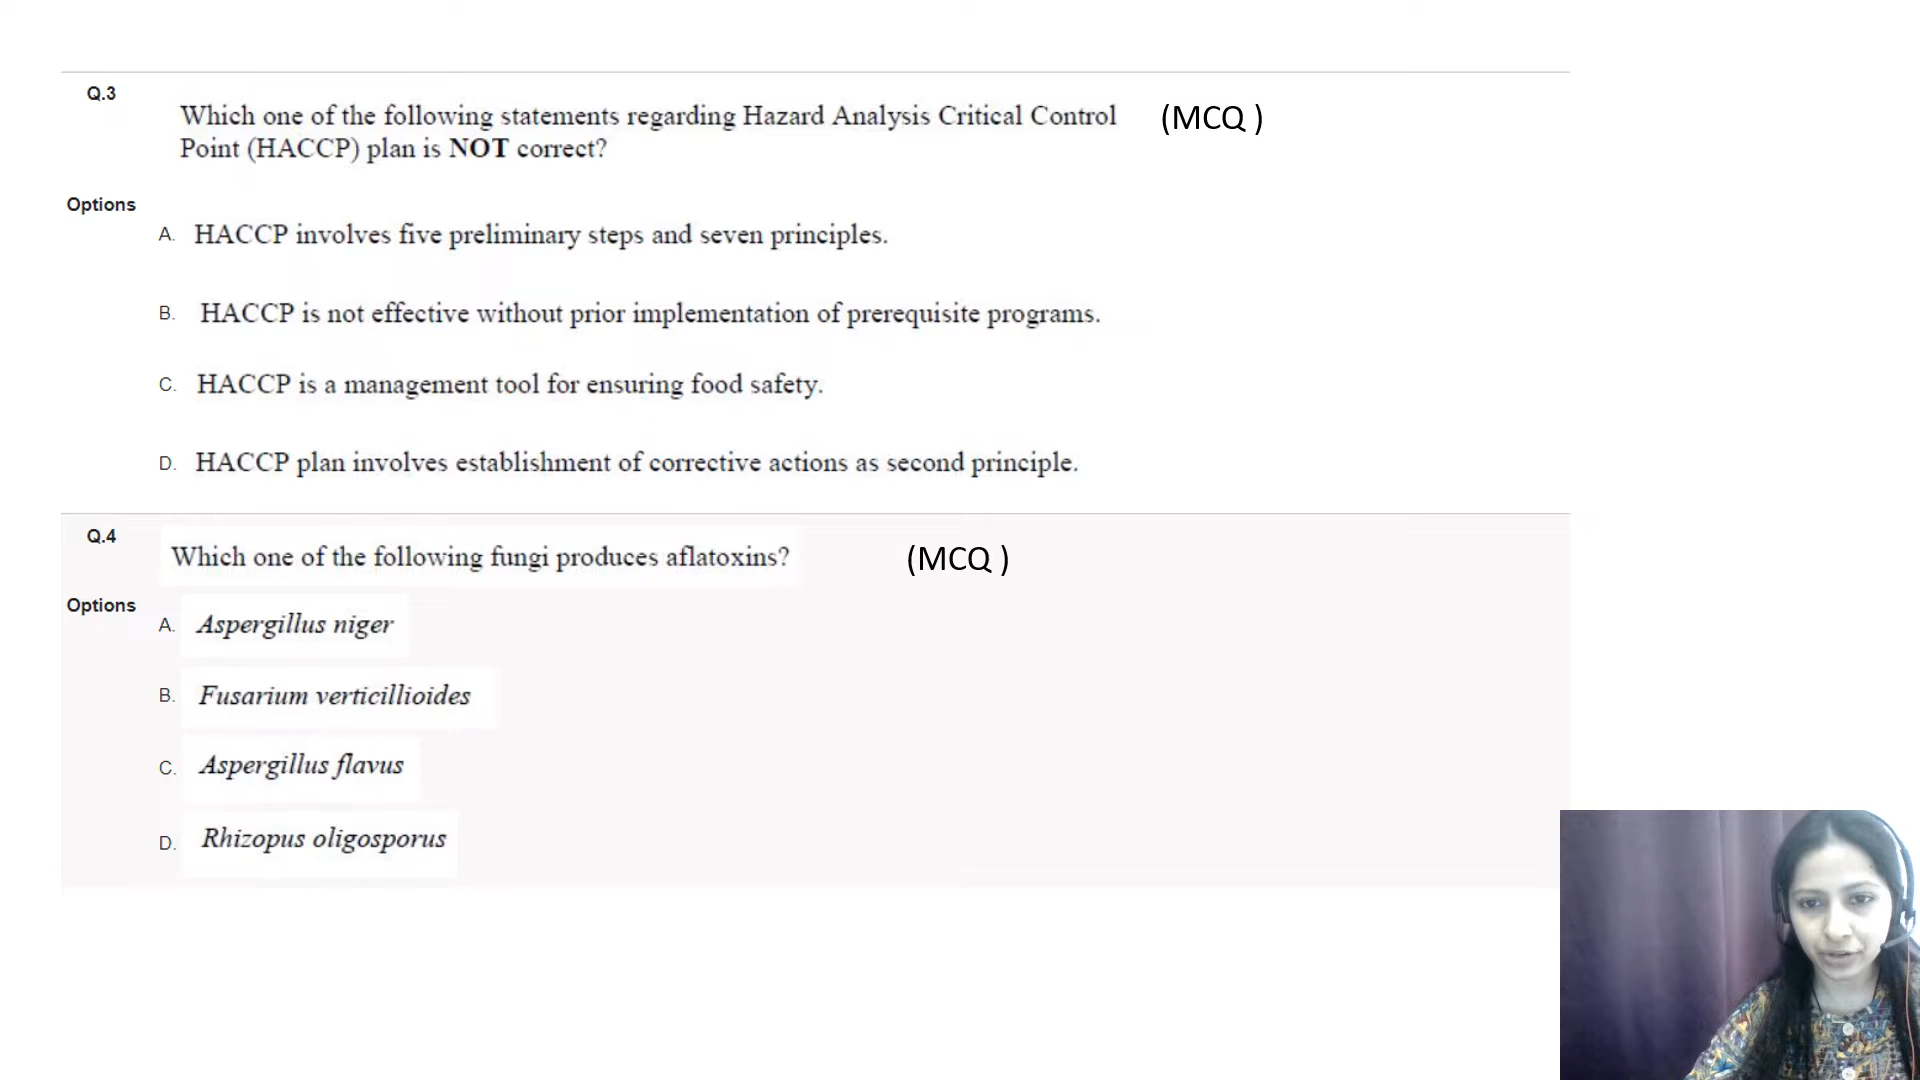 Q.3
Which one of the following statements regarding Hazard Analysis Critical Control (MCQ )
Point (HACCP) plan is NOT correct?
Options
A. HACCP involves five preliminary steps and seven principles.
B. HACCP is not effective without prior implementation of prerequisite programs.
C. HACCP is a management tool for ensuring food safety.
D. HACCP plan involves establishment of corrective actions as second principle.
Q.4
Which one of the following fungi produces aflatoxins? (MCQ )
Options
A. Aspergillus niger
B. Fusarium verticillioides
C. Aspergillus flavus
D. Rhizopus oligosporus